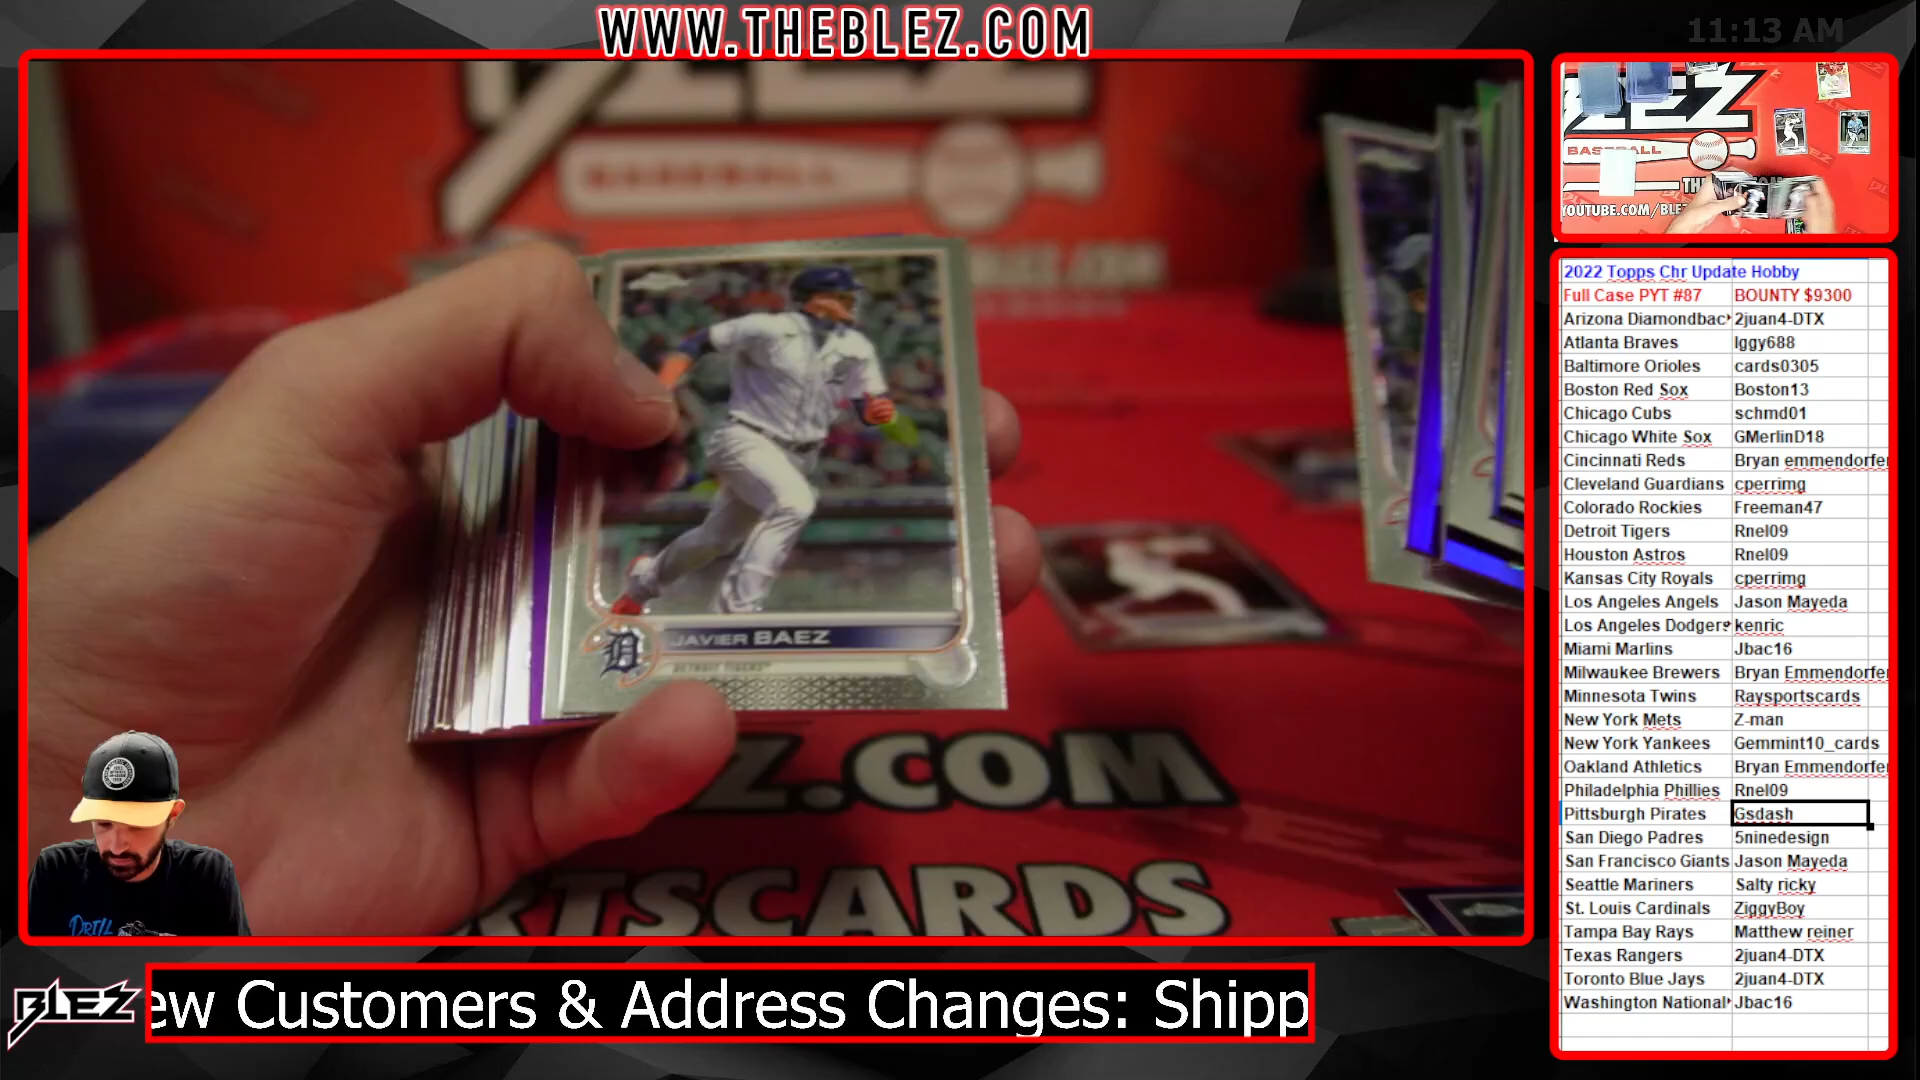 WWW.THEBLEZ.COM
11:13 AM
BASEBALL
JAVIER BAEZ
DETROIT TIGERS
Z.COM
RTSCARDS
BASEBALL
YOUTUBE.COM/BLEZ
2022 Topps Chr Update Hobby
Full Case PYT #87 BOUNTY $9300
Arizona Diamondbac 2juan4-DTX
Atlanta Braves Iggy688
Baltimore Orioles cards0305
Boston Red Sox Boston13
Chicago Cubs schmd01
Chicago White Sox GMerlinD18
Cincinnati Reds Bryan emmendorfer
Cleveland Guardians cperrimg
Colorado Rockies Freeman47
Detroit Tigers Rnel09
Houston Astros Rnel09
Kansas City Royals cperrimg
Los Angeles Angels Jason Mayeda
Los Angeles Dodgers kenric
Miami Marlins Jbac16
Milwaukee Brewers Bryan Emmendorfer
Minnesota Twins Raysportscards
New York Mets Z-man
New York Yankees Gemmint10_cards
Oakland Athletics Bryan Emmendorfer
Philadelphia Phillies Rnel09
Pittsburgh Pirates Gsdash
San Diego Padres 5ninedesign
San Francisco Giants Jason Mayeda
Seattle Mariners Salty ricky
St. Louis Cardinals ZiggyBoy
Tampa Bay Rays Matthew reiner
Texas Rangers 2juan4-DTX
Toronto Blue Jays 2juan4-DTX
Washington National Jbac16
BLEZ
ew Customers & Address Changes: Shipp